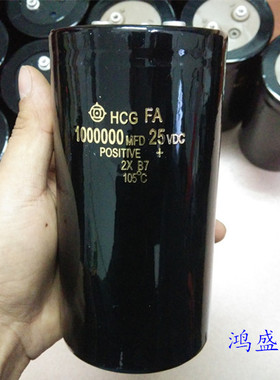 HCG FA
1000000 MFD 25 VDC
POSITIVE +
2X B7
105°C
鸿盛